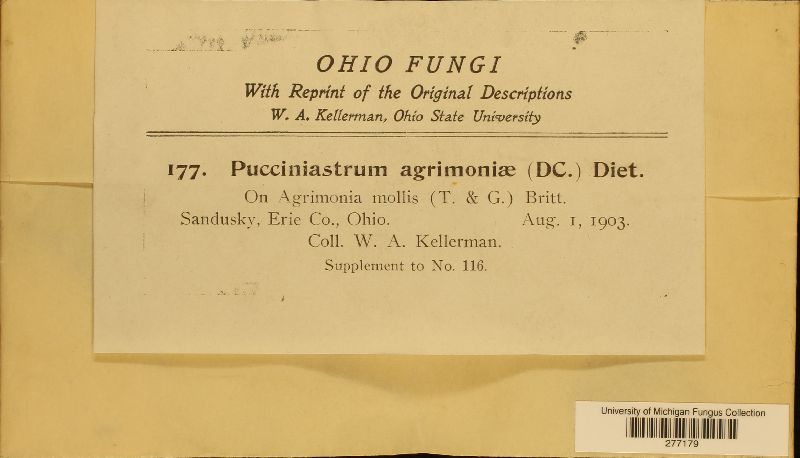 OHIO FUNGI
With Reprint of the Original Descriptions
W. A. Kellerman, Ohio State University
177. Pucciniastrum agrimoniæ (DC.) Diet.
On Agrimonia mollis (T. & G.) Britt.
Sandusky, Erie Co., Ohio. Aug. 1, 1903.
Coll. W. A. Kellerman.
Supplement to No. 116.
University of Michigan Fungus Collection
277179